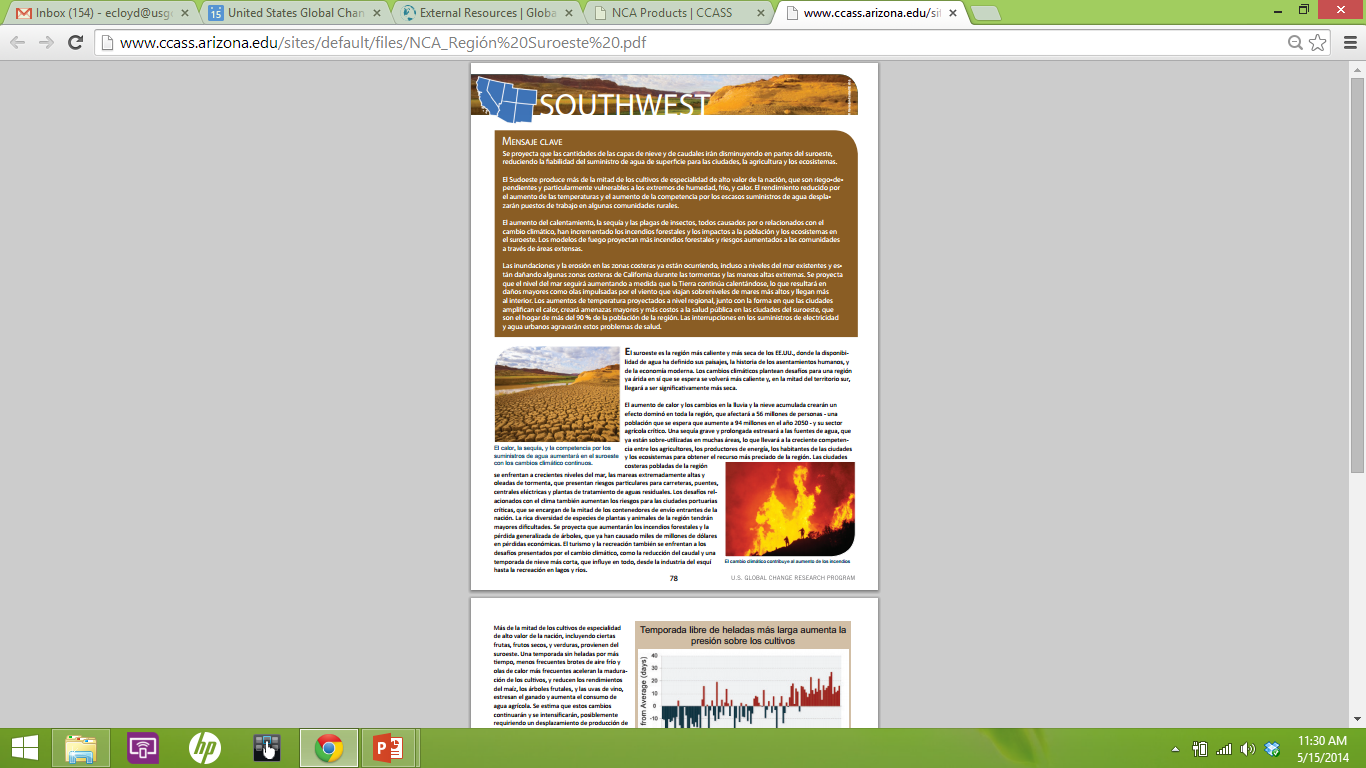 Inbox (154) - ecloyd@usg
United States Global Chan
External Resources | Globa
NCA Products | CCASS
www.ccass.arizona.edu/sit
www.ccass.arizona.edu/sites/default/files/NCA_Región%20Suroeste%20.pdf
SOUTHWEST
MENSAJE CLAVE
Se proyecta que las cantidades de las capas de nieve y de caudales irán disminuyendo en partes del suroeste,
reduciendo la fiabilidad del suministro de agua de superficie para las ciudades, la agricultura y los ecosistemas.
El Sudoeste produce más de la mitad de los cultivos de especialidad de alto valor de la nación, que son riego•de•
pendientes y particularmente vulnerables a los extremos de humedad, frío, y calor. El rendimiento reducido por
el aumento de las temperaturas y el aumento de la competencia por los escasos suministros de agua despla•
zarán puestos de trabajo en algunas comunidades rurales.
El aumento del calentamiento, la sequía y las plagas de insectos, todos causados por o relacionados con el
cambio climático, han incrementado los incendios forestales y los impactos a la población y los ecosistemas en
el suroeste. Los modelos de fuego proyectan más incendios forestales y riesgos aumentados a las comunidades
a través de áreas extensas.
Las inundaciones y la erosión en las zonas costeras ya están ocurriendo, incluso a niveles del mar existentes y es•
tán dañando algunas zonas costeras de California durante las tormentas y las mareas altas extremas. Se proyecta
que el nivel del mar seguirá aumentando a medida que la Tierra continúa calentándose, lo que resultará en
daños mayores como olas impulsadas por el viento que viajan sobreniveles de mares más altos y llegan más
al interior. Los aumentos de temperatura proyectados a nivel regional, junto con la forma en que las ciudades
amplifican el calor, creará amenazas mayores y más costos a la salud pública en las ciudades del suroeste, que
son el hogar de más del 90 % de la población de la región. Las interrupciones en los suministros de electricidad
y agua urbanos agravarán estos problemas de salud.
El suroeste es la región más caliente y más seca de los EE.UU., donde la disponibi-
lidad de agua ha definido sus paisajes, la historia de los asentamientos humanos, y
de la economía moderna. Los cambios climáticos plantean desafíos para una región
ya árida en sí que se espera se volverá más caliente y, en la mitad del territorio sur,
llegará a ser significativamente más seca.
El aumento de calor y los cambios en la lluvia y la nieve acumulada crearán un
efecto dominó en toda la región, que afectará a 56 millones de personas - una
población que se espera que aumente a 94 millones en el año 2050 - y su sector
agrícola crítico. Una sequía grave y prolongada estresará a las fuentes de agua, que
ya están sobre-utilizadas en muchas áreas, lo que llevará a la creciente competen-
cia entre los agricultores, los productores de energía, los habitantes de las ciudades
y los ecosistemas para obtener el recurso más preciado de la región. Las ciudades
costeras pobladas de la región
El calor, la sequía, y la competencia por los
suministros de agua aumentará en el suroeste
con los cambios climático continuos.
se enfrentan a crecientes niveles del mar, las mareas extremadamente altas y
oleadas de tormenta, que presentan riesgos particulares para carreteras, puentes,
centrales eléctricas y plantas de tratamiento de aguas residuales. Los desafíos rel-
acionados con el clima también aumentan los riesgos para las ciudades portuarias
críticas, que se encargan de la mitad de los contenedores de envío entrantes de la
nación. La rica diversidad de especies de plantas y animales de la región tendrán
mayores dificultades. Se proyecta que aumentarán los incendios forestales y la
pérdida generalizada de árboles, que ya han causado miles de millones de dólares
en pérdidas económicas. El turismo y la recreación también se enfrentan a los
desafíos presentados por el cambio climático, como la reducción del caudal y una
temporada de nieve más corta, que influye en todo, desde la industria del esquí
hasta la recreación en lagos y ríos.
El cambio climático contribuye al aumento de los incendios
78
U.S. GLOBAL CHANGE RESEARCH PROGRAM
Más de la mitad de los cultivos de especialidad
de alto valor de la nación, incluyendo ciertas
frutas, frutos secos, y verduras, provienen del
suroeste. Una temporada sin heladas por más
tiempo, menos frecuentes brotes de aire frío y
olas de calor más frecuentes aceleran la madura-
ción de los cultivos, y reducen los rendimientos
del maíz, los árboles frutales, y las uvas de vino,
estresan el ganado y aumenta el consumo de
agua agrícola. Se estima que estos cambios
continuarán y se intensificarán, posiblemente
requiriendo un desplazamiento de producción de
Temporada libre de heladas más larga aumenta la
presión sobre los cultivos
from Average (days)
40
30
20
10
0
-10
11:30 AM
5/15/2014